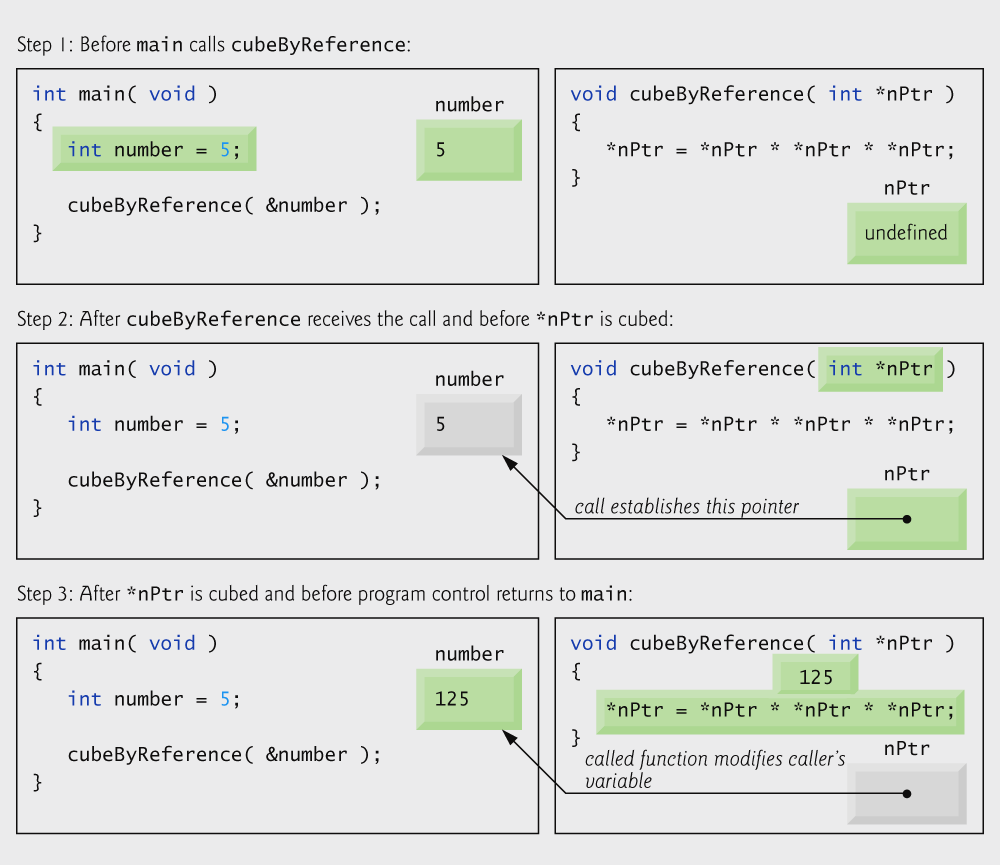 Step 1: Before main calls cubeByReference:
int main( void )
{
int number = 5;
cubeByReference( &number );
}
number
5
void cubeByReference( int *nPtr )
{
*nPtr = *nPtr * *nPtr * *nPtr;
}
nPtr
undefined
Step 2: After cubeByReference receives the call and before *nPtr is cubed:
int main( void )
{
int number = 5;
cubeByReference( &number );
}
number
5
void cubeByReference( int *nPtr )
{
*nPtr = *nPtr * *nPtr * *nPtr;
}
nPtr
call establishes this pointer
Step 3: After *nPtr is cubed and before program control returns to main:
int main( void )
{
int number = 5;
cubeByReference( &number );
}
number
125
void cubeByReference( int *nPtr )
{
125
*nPtr = *nPtr * *nPtr * *nPtr;
}
nPtr
called function modifies caller's
variable